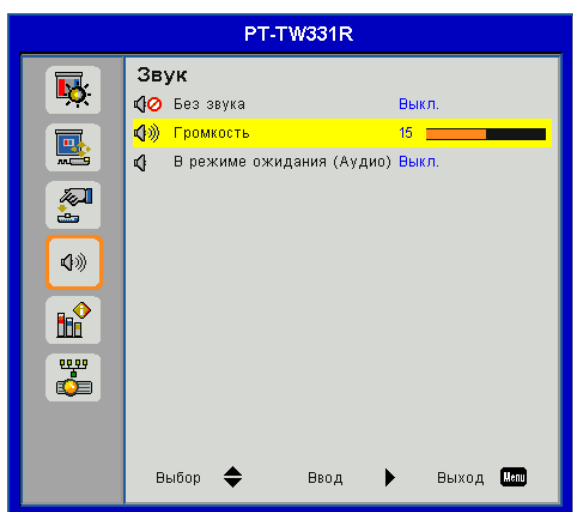 PT-TW331R
Звук
Без звука Выкл.
Громкость 15
В режиме ожидания (Аудио) Выкл.
Выбор Ввод Выход Menu